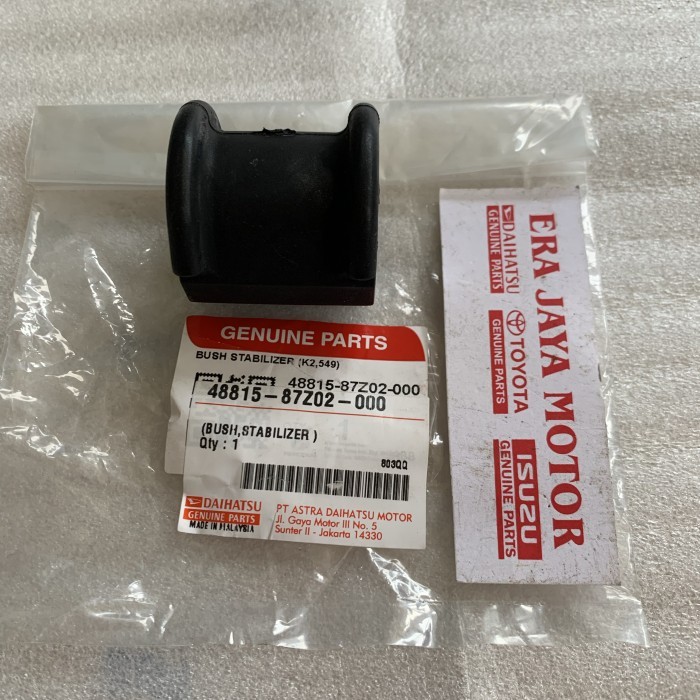 GENUINE PARTS
BUSH STABILIZER (K2,549)
48815-87Z02-000
48815-87Z02-000
(BUSH,STABILIZER )
Qty : 1
803QQ
DAIHATSU
GENUINE PARTS
MADE IN MALAYSIA
PT ASTRA DAIHATSU MOTOR
Jl. Gaya Motor III No. 5
Sunter II - Jakarta 14330
ERA JAYA MOTOR
DAIHATSU
GENUINE PARTS
TOYOTA
GENUINE PARTS
ISUZU
GENUINE PARTS